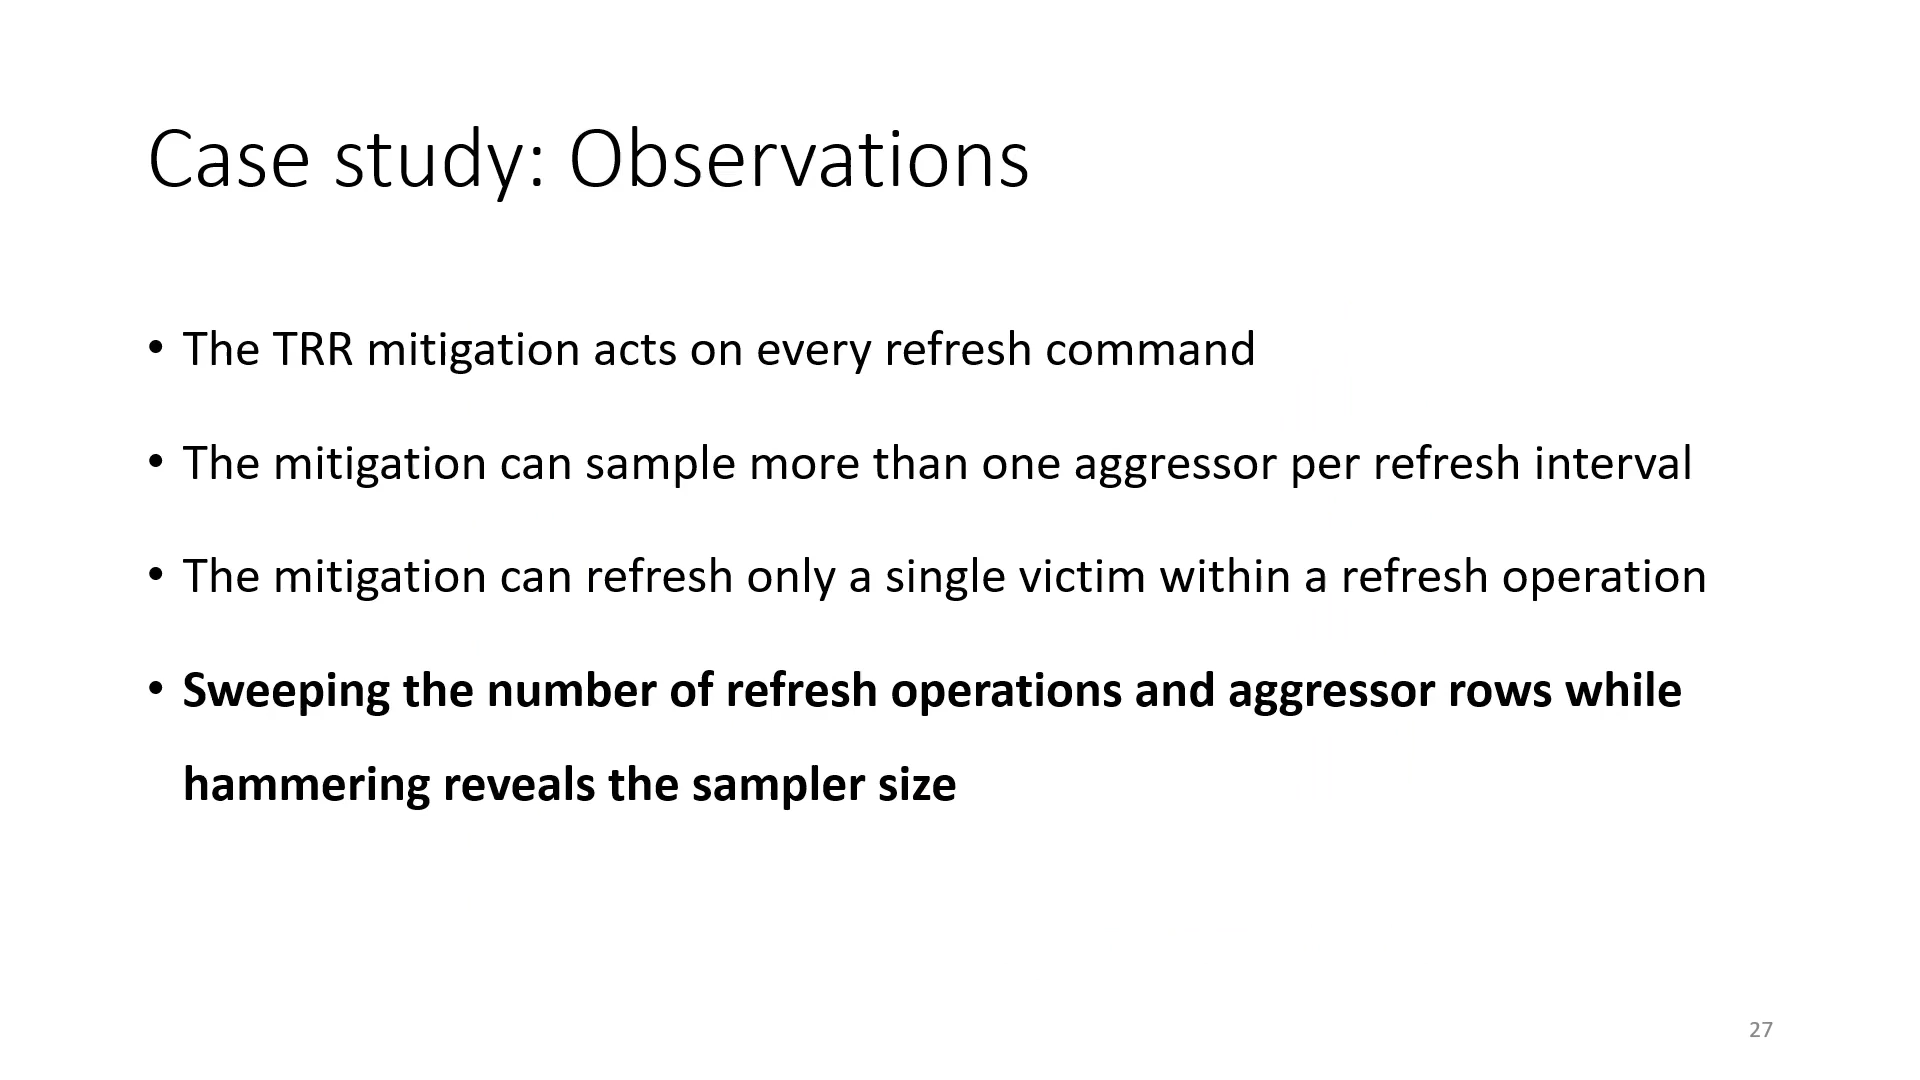 Case study: Observations
• The TRR mitigation acts on every refresh command
• The mitigation can sample more than one aggressor per refresh interval
• The mitigation can refresh only a single victim within a refresh operation
• Sweeping the number of refresh operations and aggressor rows while
hammering reveals the sampler size
27